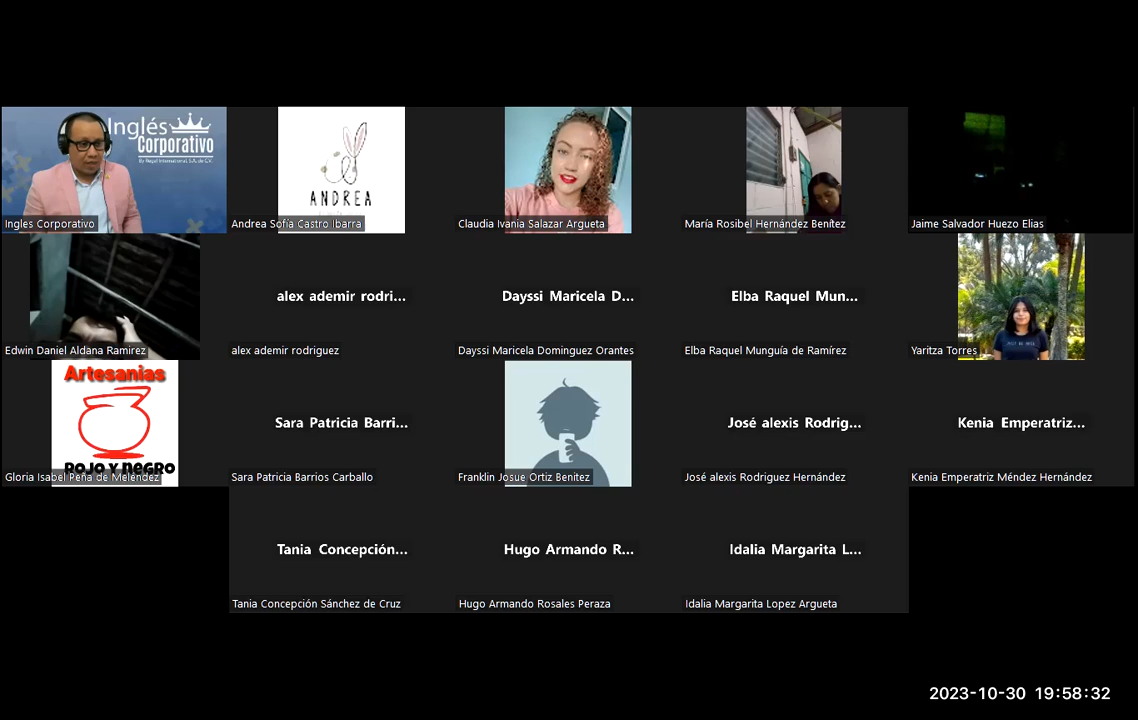 Inglés
Corporativo
By Regal International, S.A. de C.V.
Ingles Corporativo
ANDREA
Andrea Sofía Castro Ibarra
Claudia Ivania Salazar Argueta
María Rosibel Hernández Benítez
Jaime Salvador Huezo Elias
Edwin Daniel Aldana Ramirez
alex ademir rodri...
alex ademir rodriguez
Dayssi Maricela D...
Dayssi Maricela Dominguez Orantes
Elba Raquel Mun...
Elba Raquel Munguía de Ramírez
Yaritza Torres
Artesanias
Rojo y Negro
Gloria Isabel Peña de Meléndez
Sara Patricia Barri...
Sara Patricia Barrios Carballo
Franklin Josue Ortiz Benitez
José alexis Rodrig...
José alexis Rodriguez Hernández
Kenia Emperatriz...
Kenia Emperatriz Méndez Hernández
Tania Concepción...
Tania Concepción Sánchez de Cruz
Hugo Armando R...
Hugo Armando Rosales Peraza
Idalia Margarita L...
Idalia Margarita Lopez Argueta
2023-10-30 19:58:32